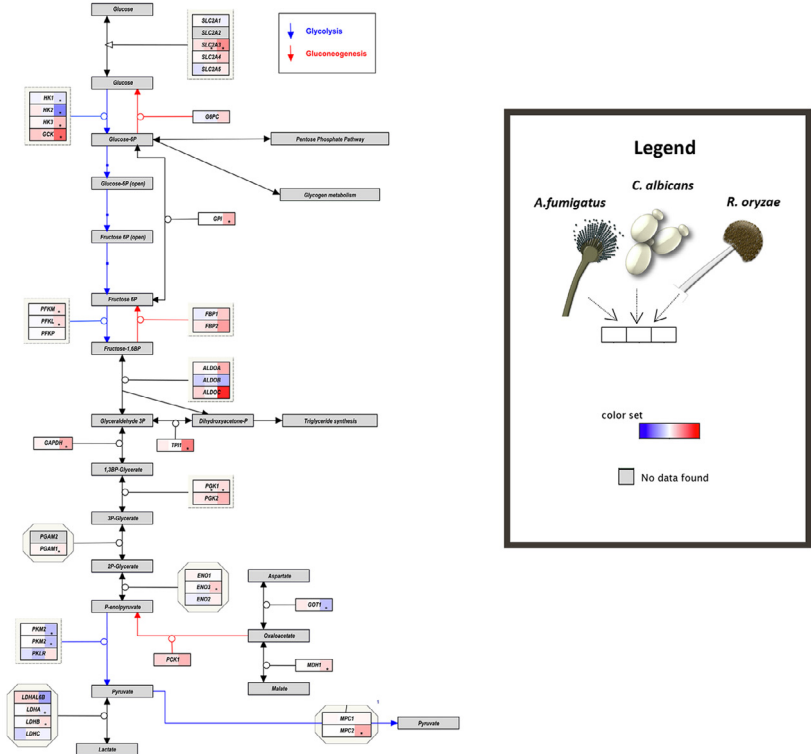 Glucose
SLC2A1
SLC2A2
SLC2A3
SLC2A4
SLC2A5
Glycolysis
Gluconeogenesis
Glucose
HK1
HK2
HK3
GCK
G6PC
Glucose-6P
Pentose Phosphate Pathway
Glucose-6P (open)
Glycogen metabolism
GPI
Fructose 6P (open)
Fructose 6P
PFKM
PFKL
PFKP
FBP1
FBP2
Fructose-1,6BP
ALDOA
ALDOB
ALDOC
Glyceraldehyde 3P
Dihydroxyacetone-P
Triglyceride synthesis
GAPDH
TPI1
1,3BP-Glycerate
PGK1
PGK2
3P-Glycerate
PGAM2
PGAM1
2P-Glycerate
ENO1
ENO3
ENO2
Aspartate
GOT1
P-enolpyruvate
PKM2
PKM2
PKLR
Oxaloacetate
PCK1
MDH1
Pyruvate
Malate
LDHAL6B
LDHA
LDHB
LDHC
1
MPC1
MPC2
Pyruvate
Lactate
Legend
C. albicans
A.fumigatus
R. oryzae
color set
No data found